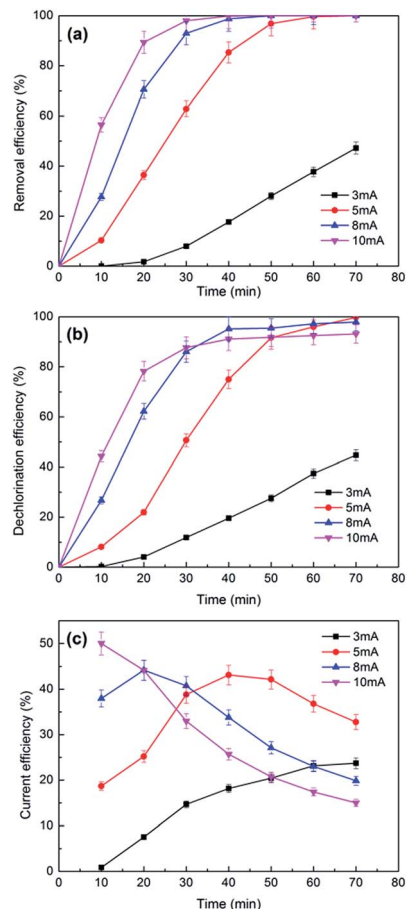 (a)
Removal efficiency (%)
100
80
60
40
20
0
3mA
5mA
8mA
10mA
0 10 20 30 40 50 60 70 80
Time (min)
(b)
Dechlorination efficiency (%)
100
80
60
40
20
0
3mA
5mA
8mA
10mA
0 10 20 30 40 50 60 70 80
Time (min)
(c)
Current efficiency (%)
50
40
30
20
10
0
3mA
5mA
8mA
10mA
0 10 20 30 40 50 60 70 80
Time (min)